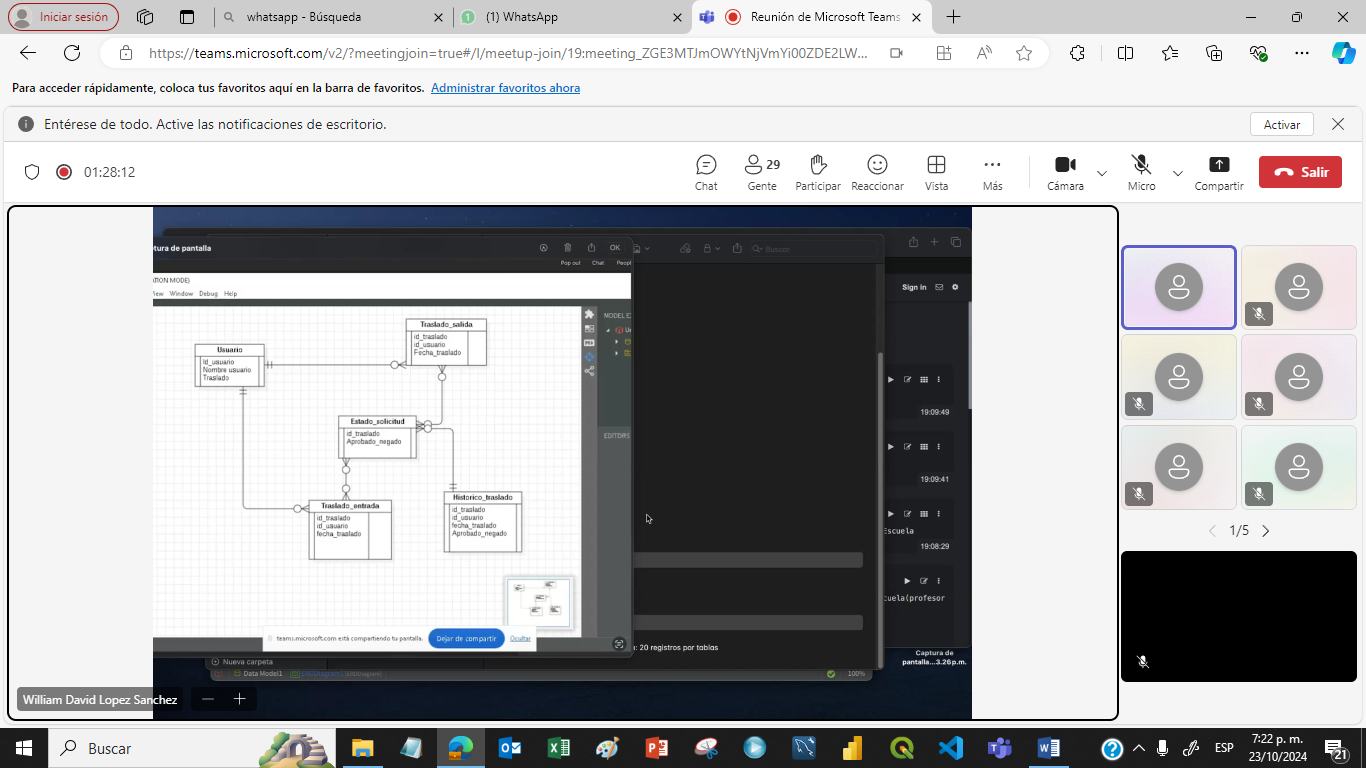 Iniciar sesión
whatsapp - Búsqueda
(1) WhatsApp
Reunión de Microsoft Teams
https://teams.microsoft.com/v2/?meetingjoin=true#/l/meetup-join/19:meeting_ZGE3MTJmOWYtNjVmYi00ZDE2LW...
Para acceder rápidamente, coloca tus favoritos aquí en la barra de favoritos. Administrar favoritos ahora
Entérese de todo. Active las notificaciones de escritorio.
Activar
01:28:12
29
Chat
Gente
Participar
Reaccionar
Vista
Más
Cámara
Micro
Compartir
Salir
tura de pantalla
OK
Buscar
Pop out
Chat
Peopl
Sign in
View Window Debug Help
Usuario
Id_usuario
Nombre usuario
Traslado
Traslado_salida
id_traslado
id_usuario
Fecha_traslado
Estado_solicitud
id_traslado
Aprobado_negado
Traslado_entrada
id_traslado
id_usuario
fecha_traslado
Historico_traslado
id_traslado
id_usuario
fecha_traslado
Aprobado_negado
EDITORS
19:09:49
19:09:41
Escuela
19:08:29
cuela(profesor
teams.microsoft.com está compartiendo tu pantalla.
Dejar de compartir
Ocultar
: 20 registros por tablas
Nueva carpeta
Data Model1
100%
Captura de
pantalla...3.26 p.m.
William David Lopez Sanchez
1/5
Buscar
ESP
7:22 p. m.
23/10/2024
21